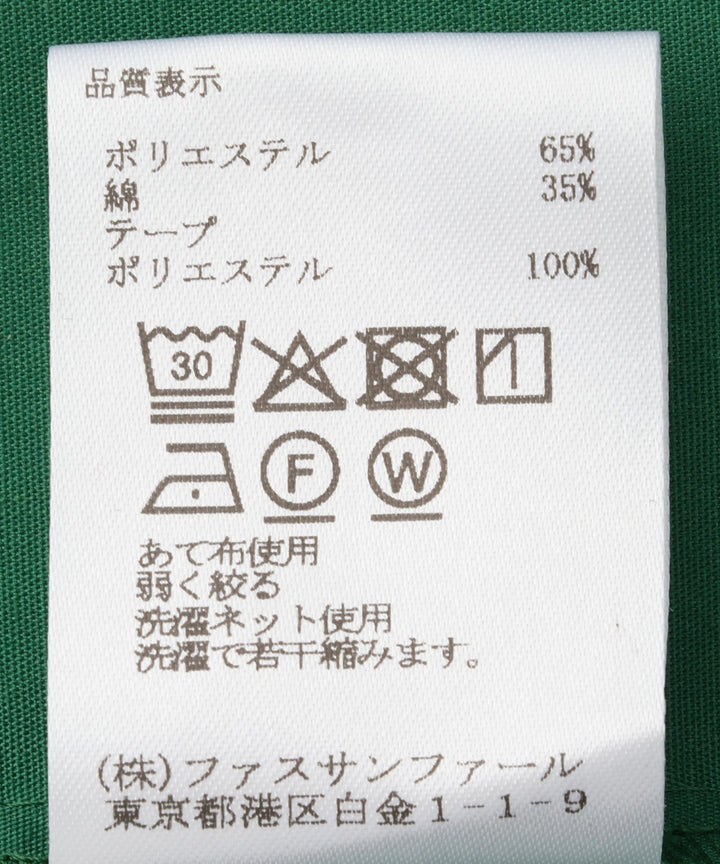 品質表示
ポリエステル 65%
綿 35%
テープ
ポリエステル 100%
30
F W
あて布使用
弱く絞る
洗濯ネット使用
洗濯で若干縮みます。
(株)ファスサンファール
東京都港区白金1-1-9